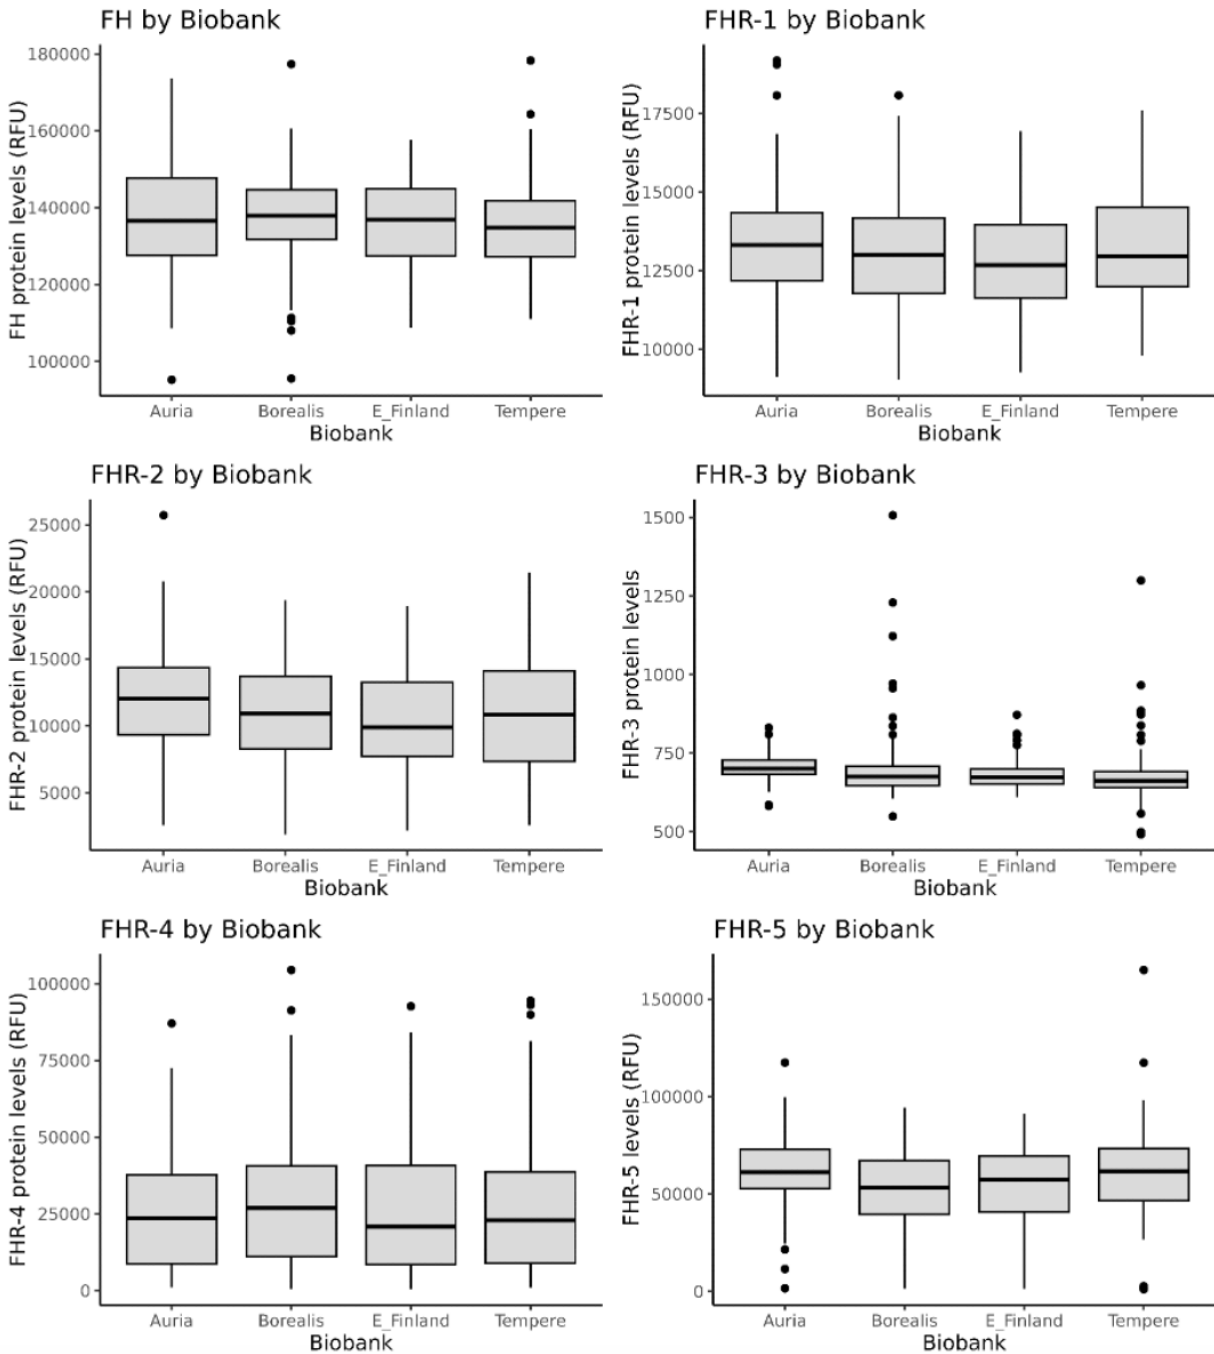 FH by Biobank
FH protein levels (RFU)
180000
160000
140000
120000
100000
Auria Borealis E_Finland Tempere
Biobank
FHR-1 by Biobank
FHR-1 protein levels (RFU)
17500
15000
12500
10000
Auria Borealis E_Finland Tempere
Biobank
FHR-2 by Biobank
FHR-2 protein levels (RFU)
25000
20000
15000
10000
5000
Auria Borealis E_Finland Tempere
Biobank
FHR-3 by Biobank
FHR-3 protein levels
1500
1250
1000
750
500
Auria Borealis E_Finland Tempere
Biobank
FHR-4 by Biobank
FHR-4 protein levels (RFU)
100000
75000
50000
25000
0
Auria Borealis E_Finland Tempere
Biobank
FHR-5 by Biobank
FHR-5 levels (RFU)
150000
100000
50000
0
Auria Borealis E_Finland Tempere
Biobank